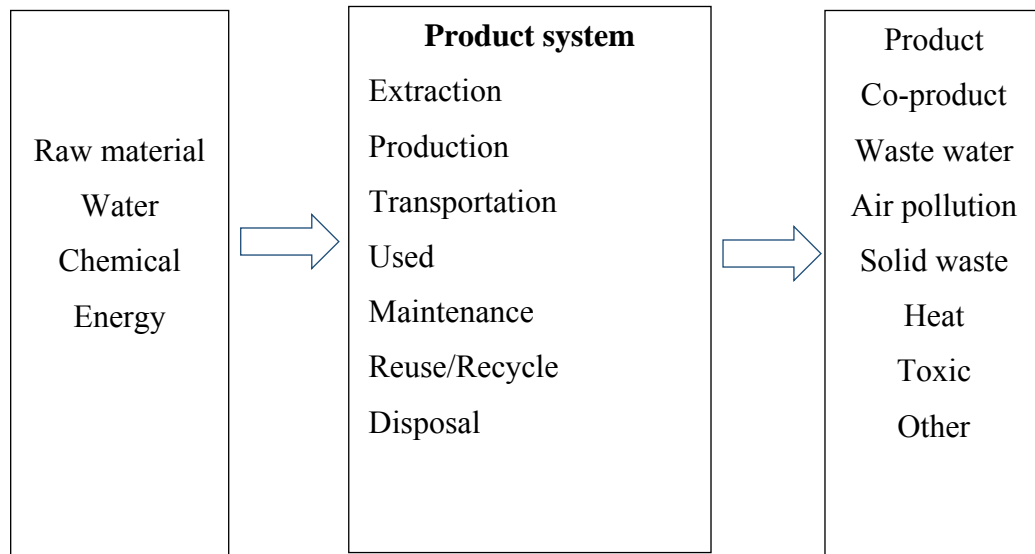 Raw material
Water
Chemical
Energy
Product system
Extraction
Production
Transportation
Used
Maintenance
Reuse/Recycle
Disposal
Product
Co-product
Waste water
Air pollution
Solid waste
Heat
Toxic
Other